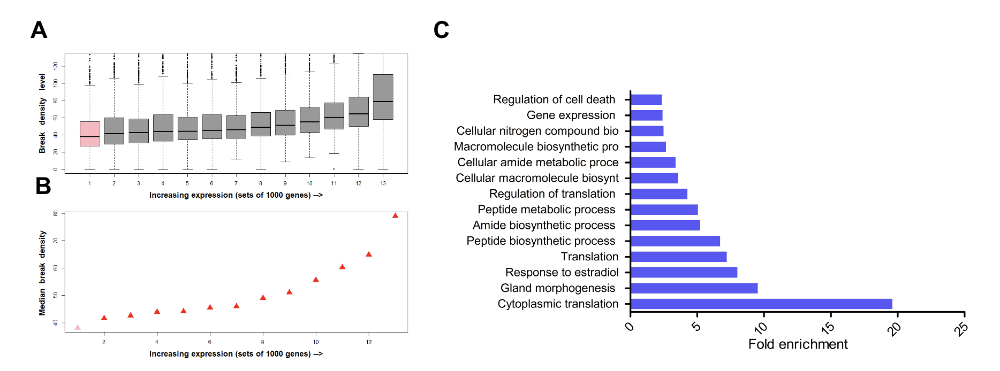 A
Break density level
0 20 40 60 80 100 120
1 2 3 4 5 6 7 8 9 10 11 12 13
Increasing expression (sets of 1000 genes) -->
B
Median break density
40 50 60 70 80
2 4 6 8 10 12
Increasing expression (sets of 1000 genes) -->
C
Regulation of cell death
Gene expression
Cellular nitrogen compound bio
Macromolecule biosynthetic pro
Cellular amide metabolic proce
Cellular macromolecule biosynt
Regulation of translation
Peptide metabolic process
Amide biosynthetic process
Peptide biosynthetic process
Translation
Response to estradiol
Gland morphogenesis
Cytoplasmic translation
0 5 10 15 20 25
Fold enrichment